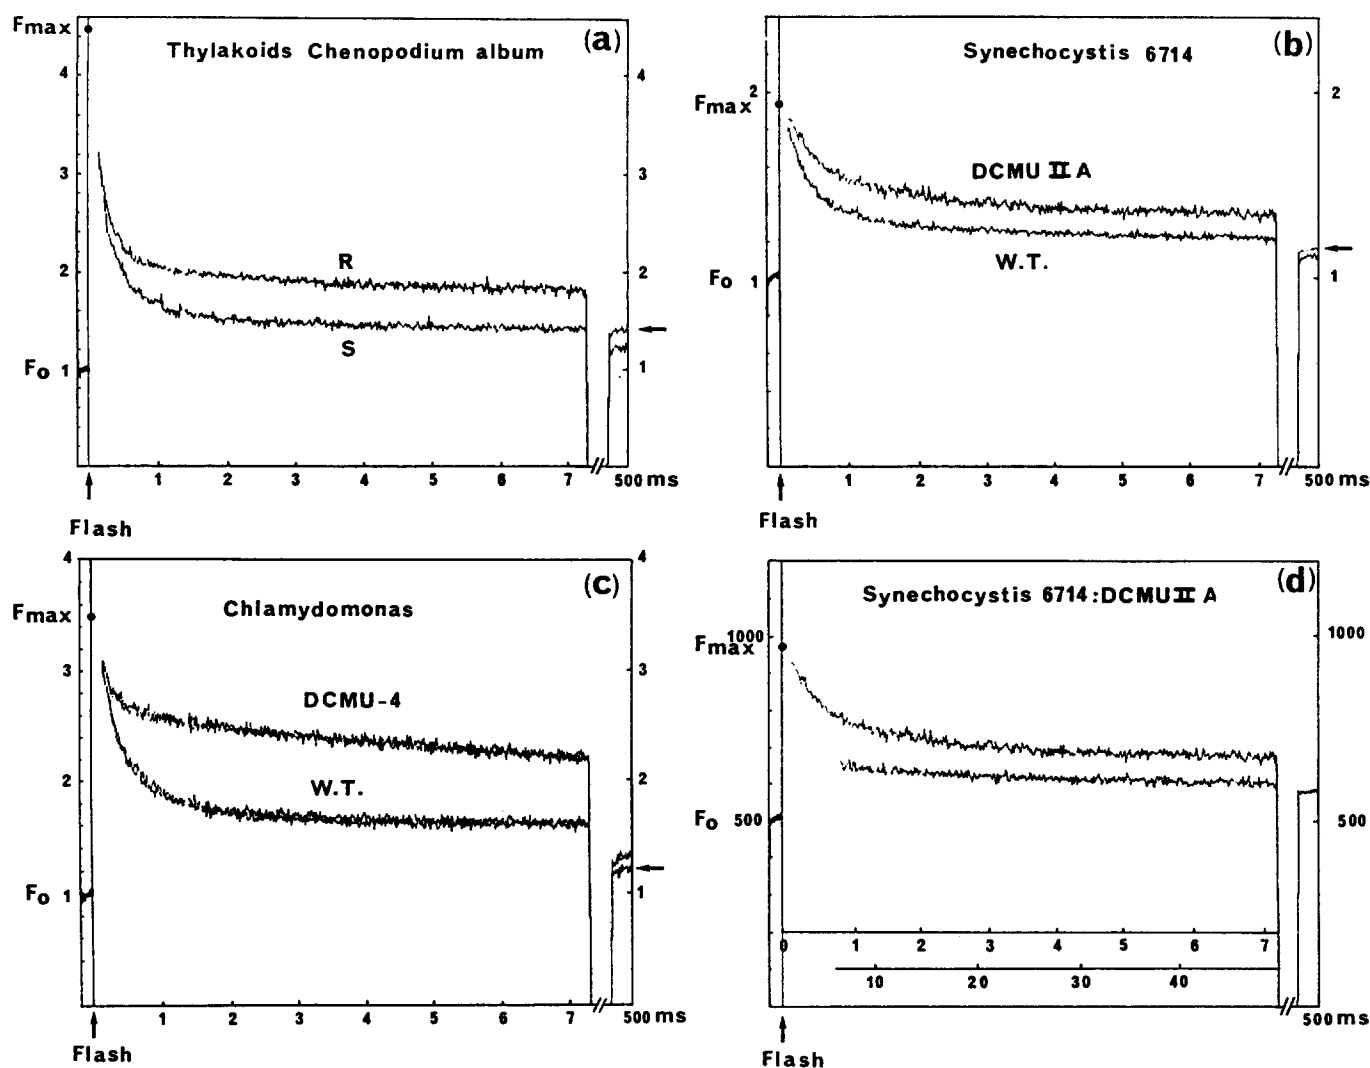 Fmax
4
3
2
Fo 1
Thylakoids Chenopodium album
(a)
R
S
4
3
2
1
1 2 3 4 5 6 7 500 ms
Flash
Fmax 2
Fo 1
Synechocystis 6714
(b)
DCMU II A
W.T.
2
1
1 2 3 4 5 6 7 500 ms
Flash
4
Fmax
3
2
Fo 1
Chlamydomonas
(c)
DCMU-4
W.T.
4
3
2
1
1 2 3 4 5 6 7 500 ms
Flash
Fmax 1000
Fo 500
Synechocystis 6714:DCMU II A
(d)
1000
500
0 1 2 3 4 5 6 7
10 20 30 40
500 ms
Flash